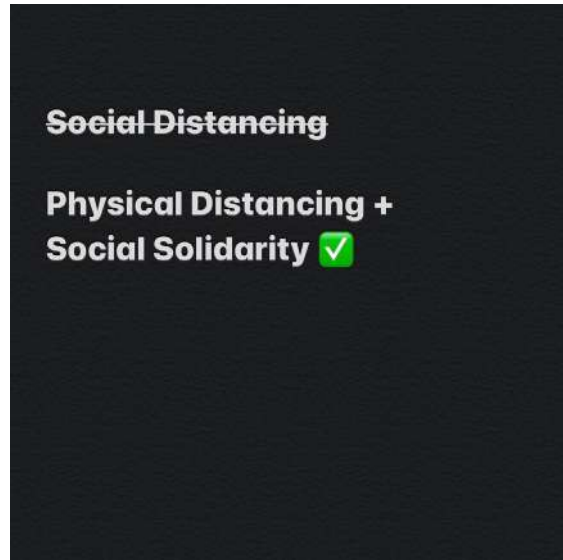 Social Distancing
Physical Distancing +
Social Solidarity ✅